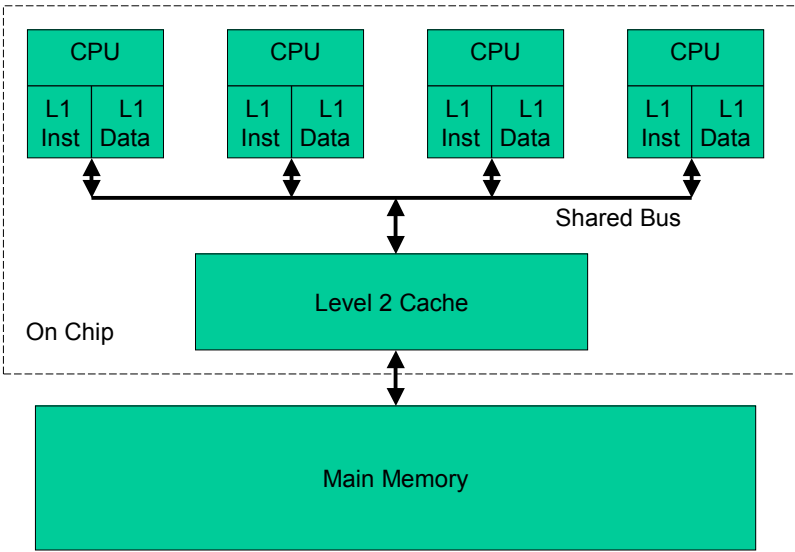 CPU
CPU
CPU
CPU
L1 Inst
L1 Data
L1 Inst
L1 Data
L1 Inst
L1 Data
L1 Inst
L1 Data
Shared Bus
Level 2 Cache
On Chip
Main Memory